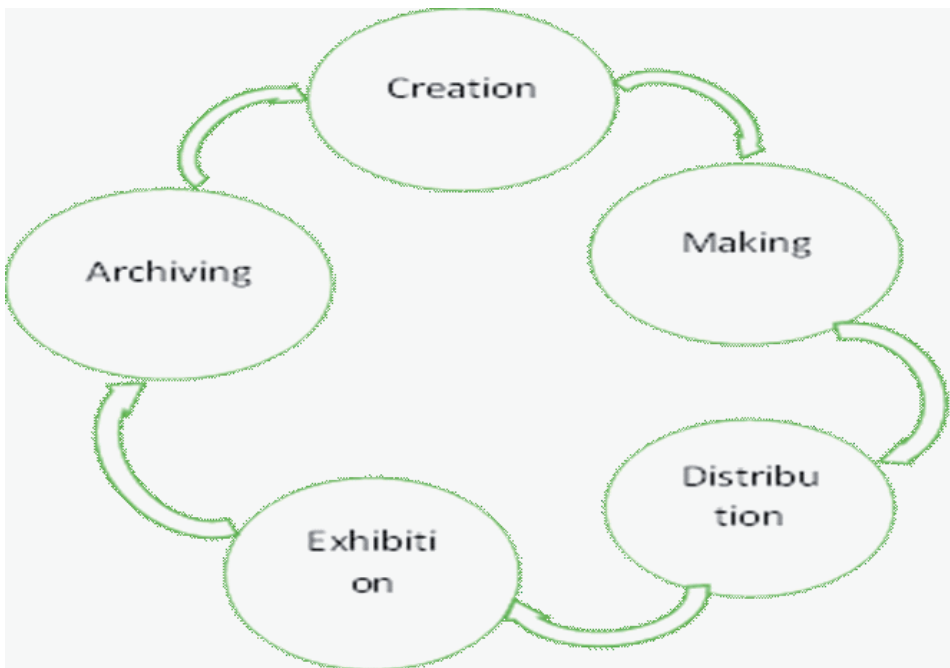 Creation
Making
Distribu
tion
Exhibiti
on
Archiving